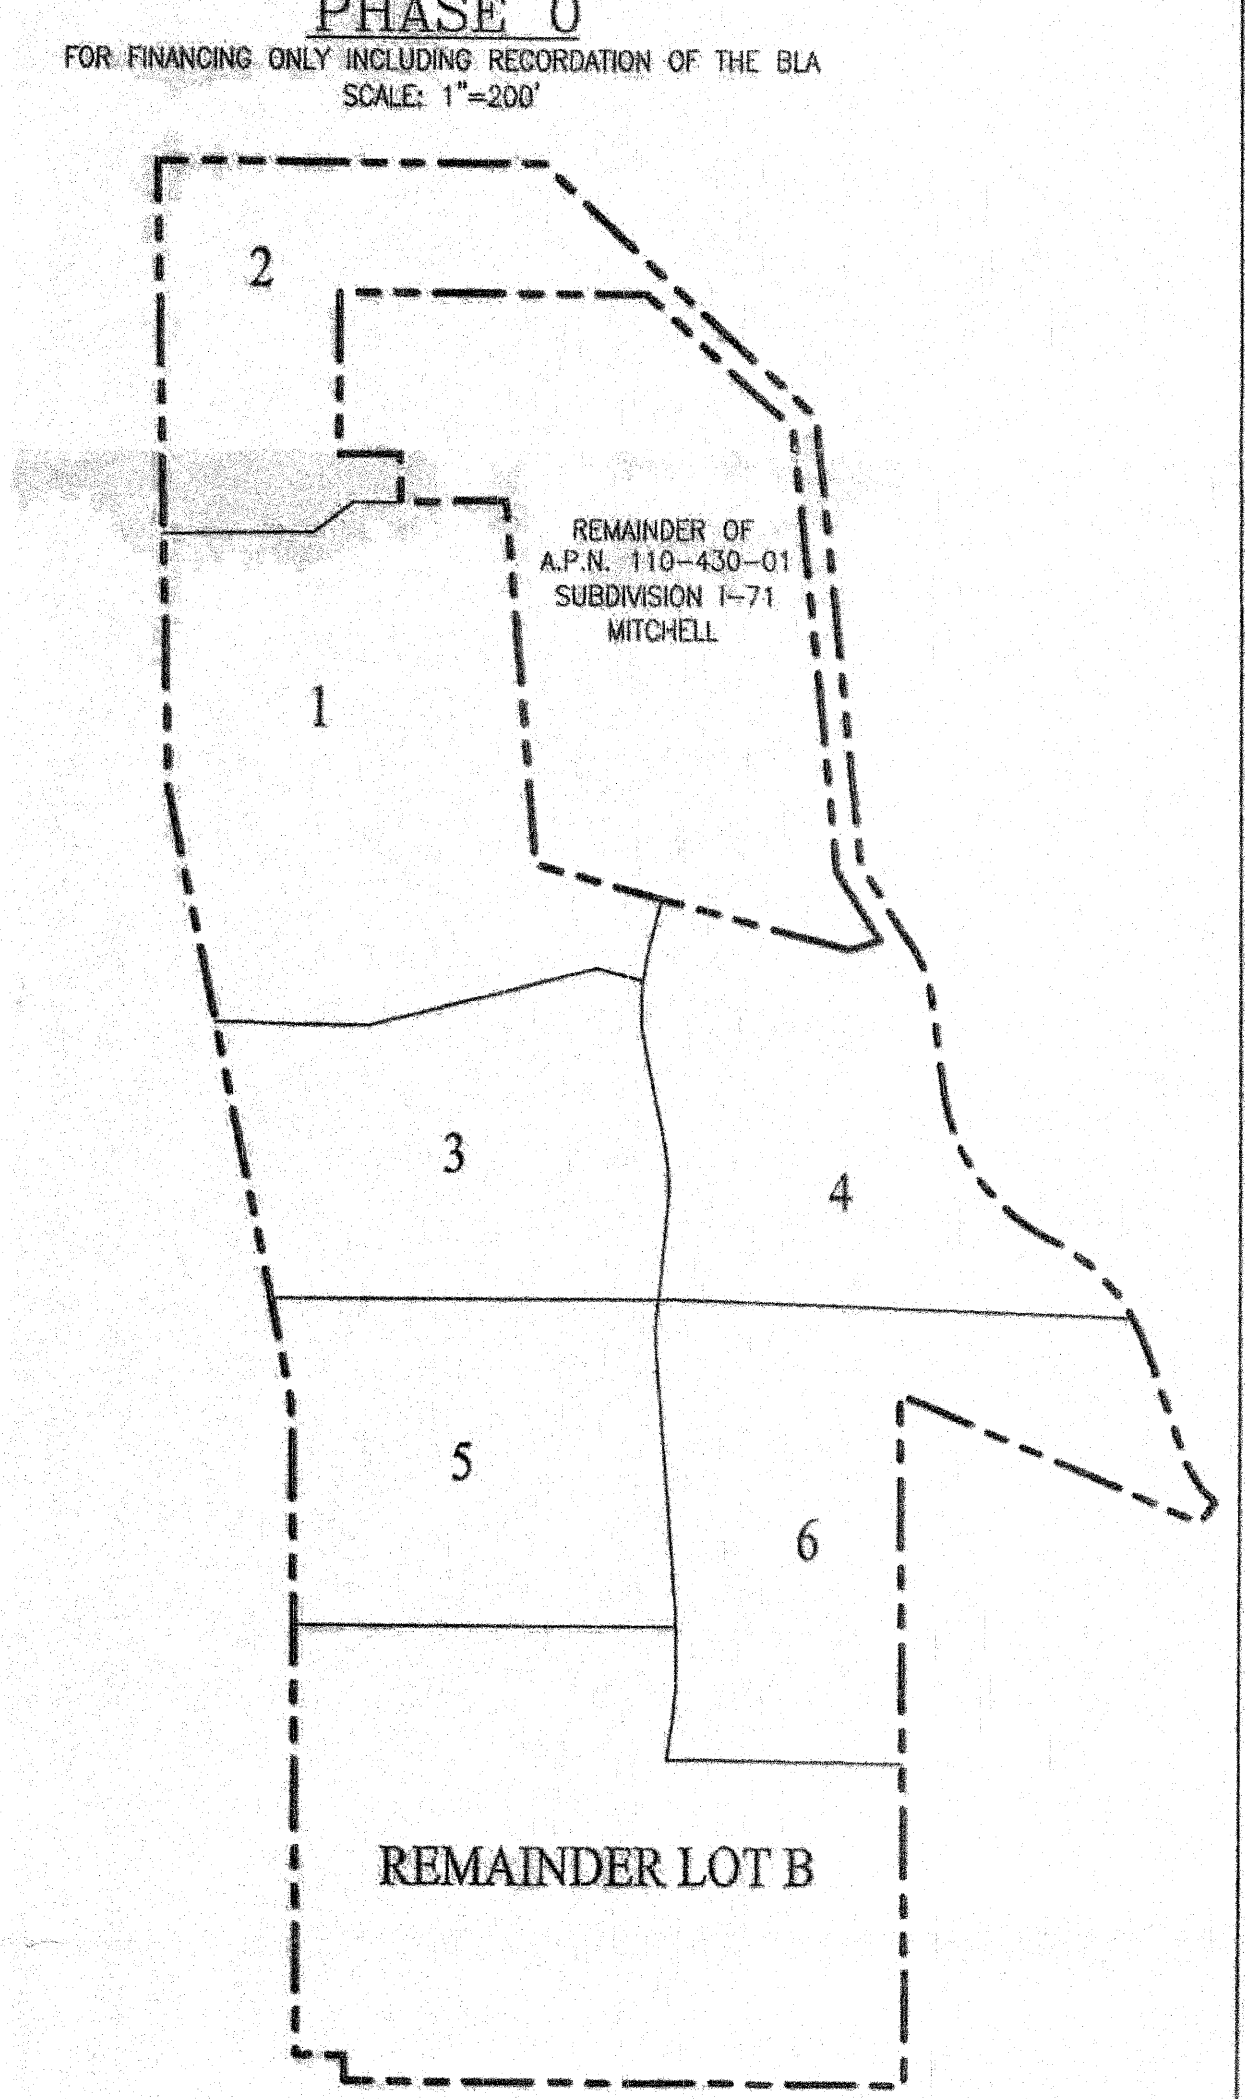 PHASE 0
FOR FINANCING ONLY INCLUDING RECORDATION OF THE BLA
SCALE: 1"=200'
2
REMAINDER OF
A.P.N. 110-430-01
SUBDIVISION I-71
MITCHELL
1
3
4
5
6
REMAINDER LOT B